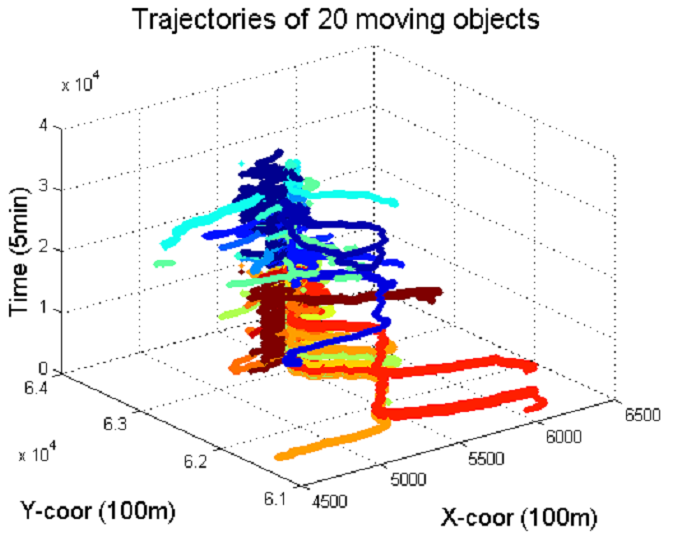 Trajectories of 20 moving objects
x 10^4
4
3
2
1
0
Time (5min)
6.4
6.3
6.2
6.1
x 10^4
Y-coor (100m)
4500
5000
5500
6000
6500
X-coor (100m)